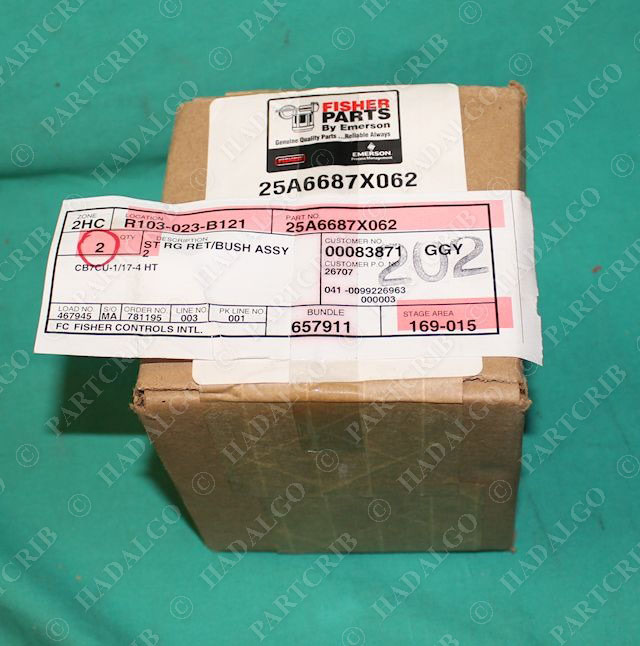 FISHER
PARTS
By Emerson
Genuine Quality Parts ...Reliable Always
FISHER
EMERSON
Process Management
25A6687X062
ZONE LOCATION PART NO.
2HC R103-023-B121 25A6687X062
QTY DESCRIPTION CUSTOMER NO.
2 ST RG RET/BUSH ASSY 00083871 GGY
2 CUSTOMER P.O. NO
CB7CU-1/17-4 HT 26707
202
041 -0099226963
000003
LOAD NO. S/O ORDER NO. LINE NO PK LINE NO. BUNDLE STAGE AREA
467945 MA 781195 003 001 657911 169-015
FC FISHER CONTROLS INTL.
© PARTCRIB
© HADALGO